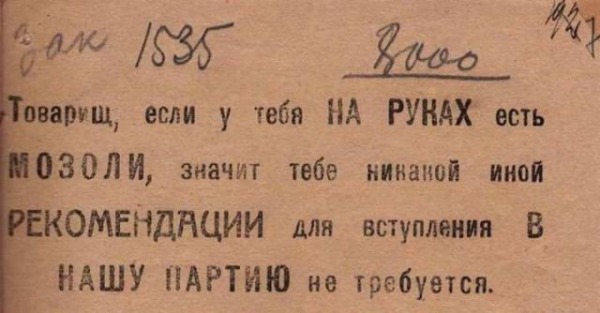 зак 1535 3000 1927
Товарищ, если у тебя НА РУКАХ есть
МОЗОЛИ, значит тебе никакой иной
РЕКОМЕНДАЦИИ для вступления В
НАШУ ПАРТИЮ не требуется.